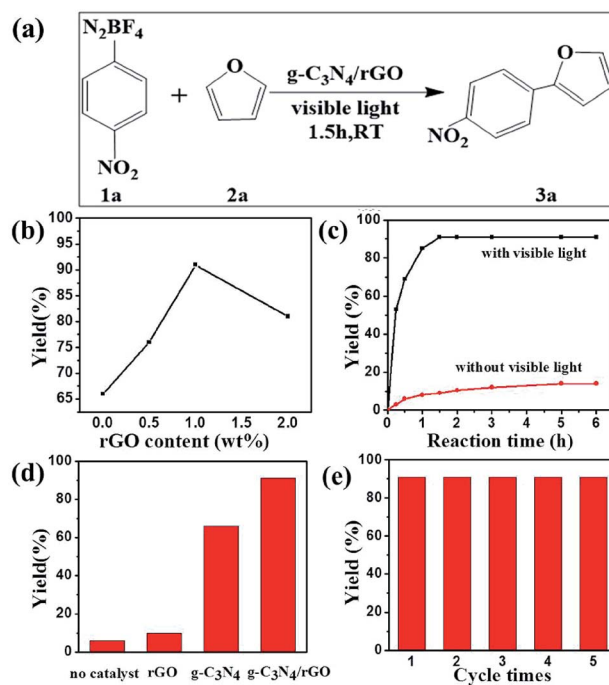 (a)
N₂BF₄
NO₂
1a
+
O
2a
g-C₃N₄/rGO
visible light
1.5h,RT
O
NO₂
3a
(b)
Yield(%)
100
95
90
85
80
75
70
65
0.0 0.5 1.0 1.5 2.0
rGO content (wt%)
(c)
Yield (%)
100
80
60
40
20
0
with visible light
without visible light
0 1 2 3 4 5 6
Reaction time (h)
(d)
Yield(%)
100
80
60
40
20
0
no catalyst rGO g-C₃N₄ g-C₃N₄/rGO
(e)
Yield (%)
100
80
60
40
20
0
1 2 3 4 5
Cycle times